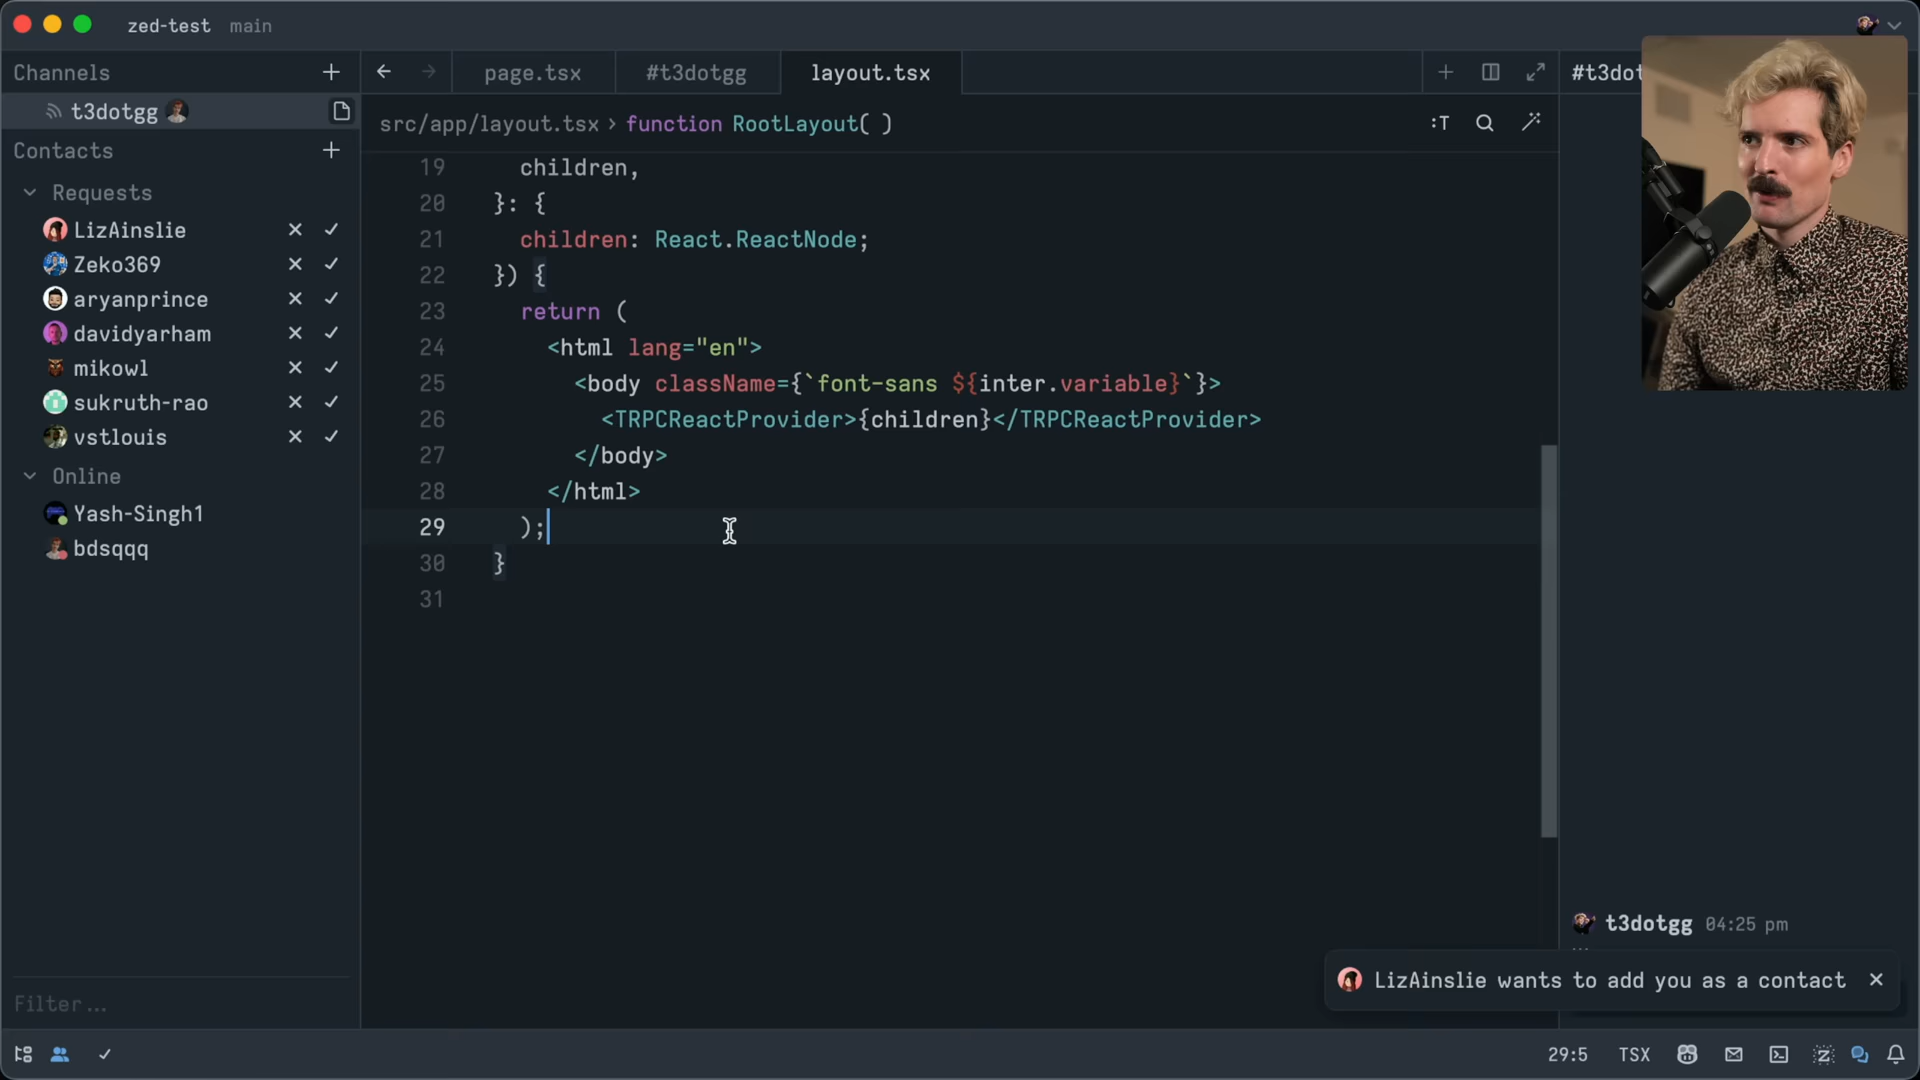 zed-test main
Channels
t3dotgg
Contacts
Requests
LizAinslie
Zeko369
aryanprince
davidyarham
mikowl
sukruth-rao
vstlouis
Online
Yash-Singh1
bdsqqq
Filter...
page.tsx #t3dotgg layout.tsx
src/app/layout.tsx › function RootLayout( )
:T
19 children,
20 }: {
21 children: React.ReactNode;
22 }) {
23 return (
24 <html lang="en">
25 <body className={`font-sans ${inter.variable}`}>
26 <TRPCReactProvider>{children}</TRPCReactProvider>
27 </body>
28 </html>
29 );
30 }
31
#t3dot
t3dotgg 04:25 pm
LizAinslie wants to add you as a contact
29:5 TSX